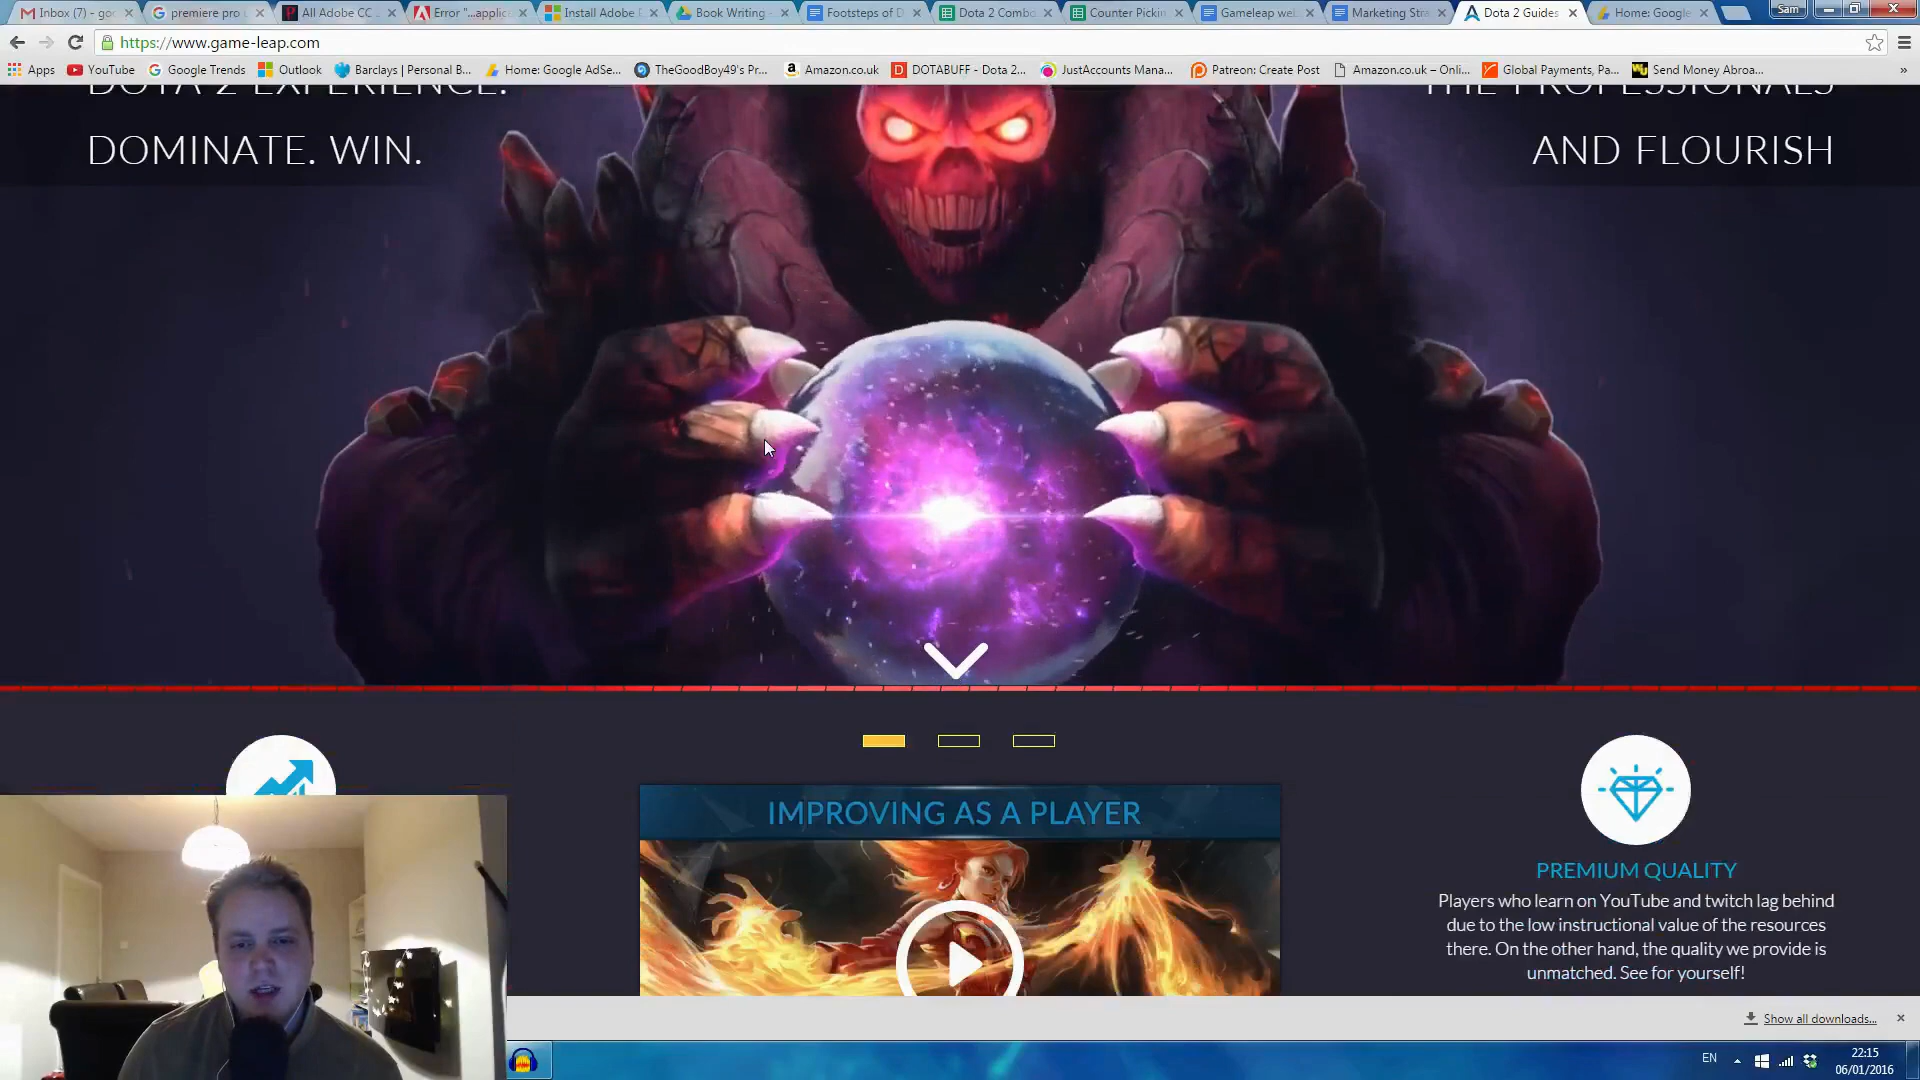 Inbox (7) - goo
premiere pro
All Adobe CC
Error "...applic
Install Adobe
Book Writing -
Footsteps of D
Dota 2 Combo
Counter Pickin
Gameleap wel
Marketing Stra
Dota 2 Guides
Home: Google
Sam
https://www.game-leap.com
Apps
YouTube
Google Trends
Outlook
Barclays | Personal B...
Home: Google AdSe...
TheGoodBoy49's Pr...
Amazon.co.uk
DOTABUFF - Dota 2...
JustAccounts Mana...
Patreon: Create Post
Amazon.co.uk – Onli...
Global Payments, Pa...
Send Money Abroa...
»
DOTA 2 EXPERIENCE.
DOMINATE. WIN.
THE PROFESSIONALS
AND FLOURISH
IMPROVING AS A PLAYER
PREMIUM QUALITY
Players who learn on YouTube and twitch lag behind
due to the low instructional value of the resources
there. On the other hand, the quality we provide is
unmatched. See for yourself!
Show all downloads...
EN
22:15
06/01/2016